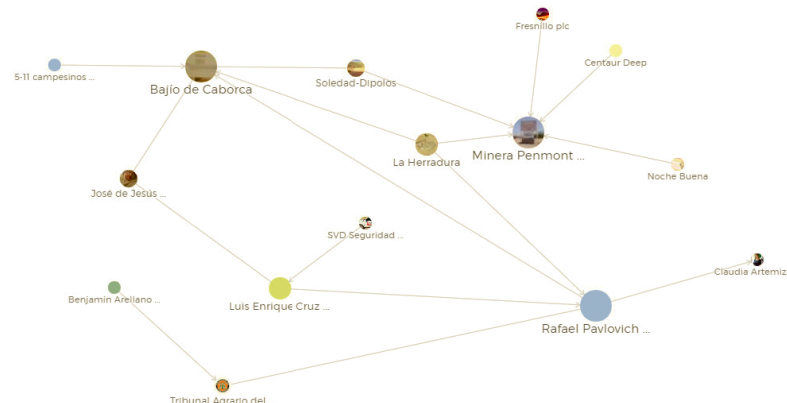 Fresnillo plc
Centaur Deep
5-11 campesinos ...
Bajío de Caborca
Soledad-Dipolos
La Herradura
Minera Penmont ...
Noche Buena
José de Jesús ...
SVD Seguridad ...
Claudia Artemiz
Benjamín Arellano ...
Luis Enrique Cruz ...
Rafael Pavlovich ...
Tribunal Agrario del